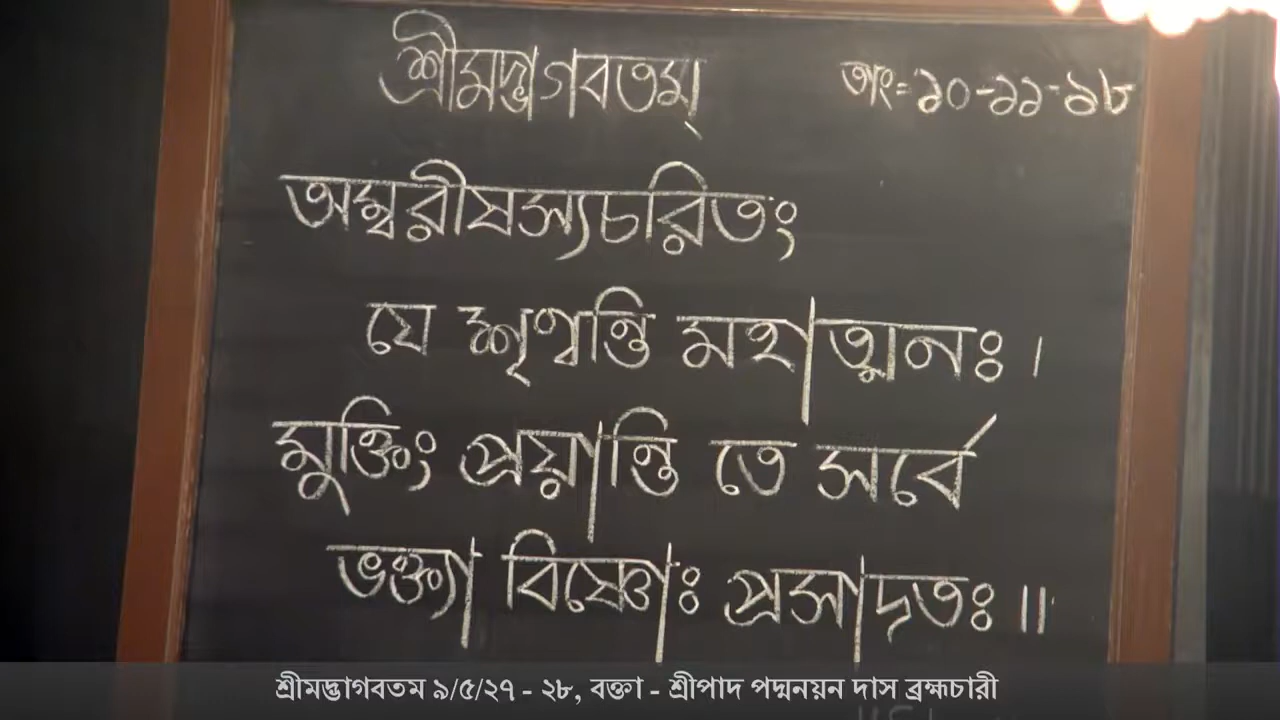 শ্রীমদ্ভাগবতম্ তাং=১০-১১-১৮
অম্বরীষস্যচরিতং
যে শৃণ্বন্তি মহাত্মনঃ ।
মুক্তিং প্রয়ান্তি তে সর্বে
ভক্ত্যা বিষ্ণোঃ প্রসাদতঃ ॥
শ্রীমদ্ভাগবতম ৯/৫/২৭ - ২৮, বক্তা - শ্রীপাদ পদ্মনয়ন দাস ব্রহ্মচারী